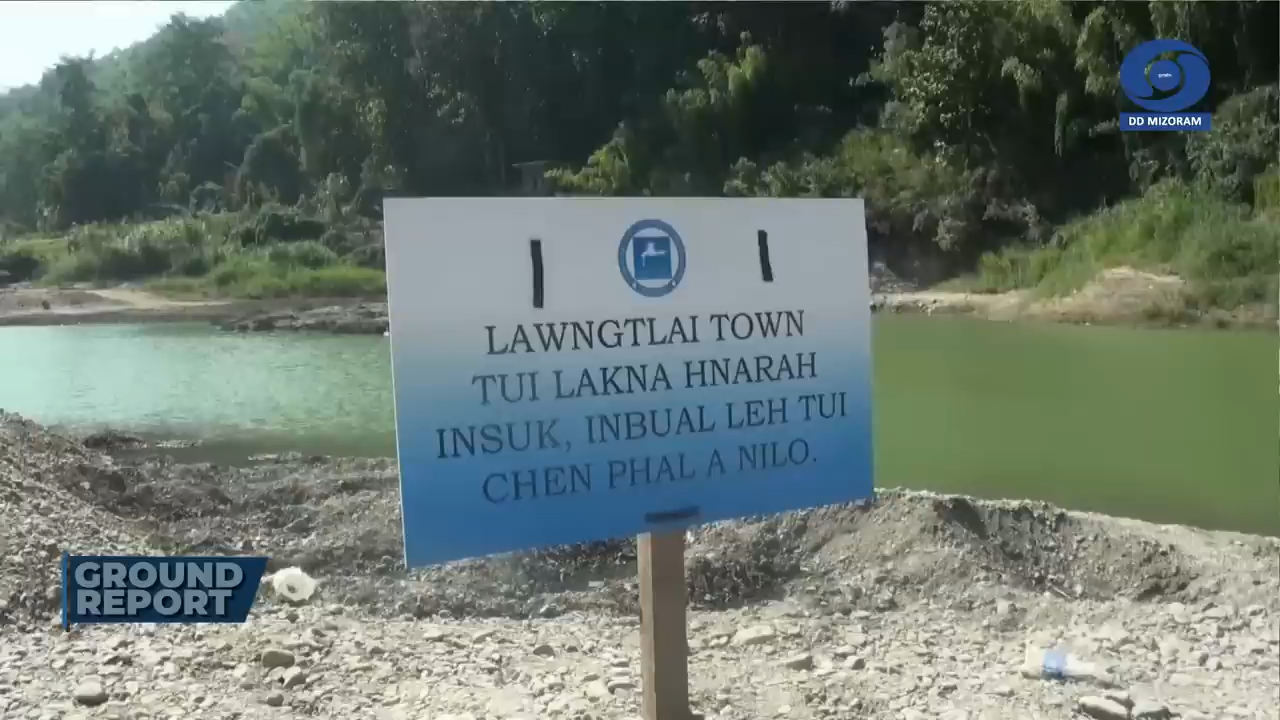 DD MIZORAM
LAWNGTLAI TOWN
TUI LAKNA HNARAH
INSUK, INBUAL LEH TUI
CHEN PHAL A NILO.
GROUND
REPORT